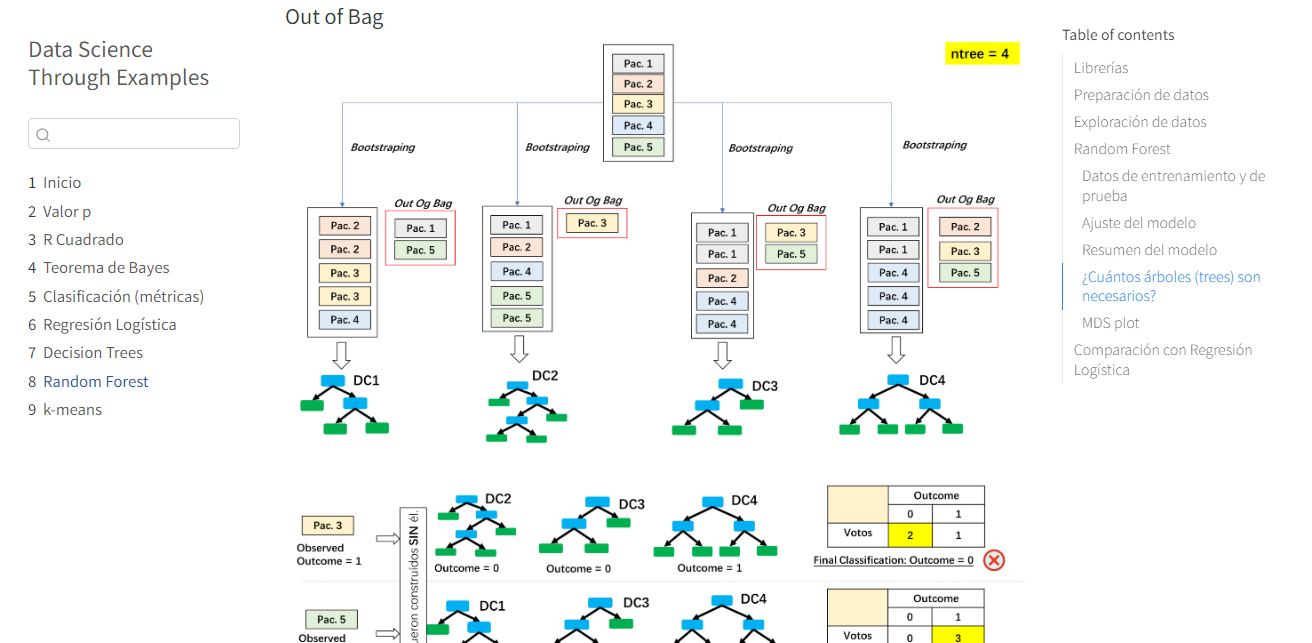 Out of Bag
Data Science
Through Examples
1 Inicio
2 Valor p
3 R Cuadrado
4 Teorema de Bayes
5 Clasificación (métricas)
6 Regresión Logística
7 Decision Trees
8 Random Forest
9 k-means
ntree = 4
Pac. 1
Pac. 2
Pac. 3
Pac. 4
Pac. 5
Bootstraping
Bootstraping
Bootstraping
Bootstraping
Pac. 2
Pac. 2
Pac. 3
Pac. 3
Pac. 4
Out Og Bag
Pac. 1
Pac. 5
DC1
Pac. 1
Pac. 2
Pac. 4
Pac. 5
Pac. 5
Out Og Bag
Pac. 3
DC2
Pac. 1
Pac. 1
Pac. 2
Pac. 4
Pac. 4
Out Og Bag
Pac. 3
Pac. 5
DC3
Pac. 1
Pac. 1
Pac. 4
Pac. 4
Pac. 4
Out Og Bag
Pac. 2
Pac. 3
Pac. 5
DC4
Pac. 3
Observed
Outcome = 1
ueron construídos SIN él.
DC2
Outcome = 0
DC3
Outcome = 0
DC4
Outcome = 1
Outcome
0 1
Votos 2 1
Final Classification: Outcome = 0
Pac. 5
Observed
DC1
DC3
DC4
Outcome
0 1
Votos 0 3
Table of contents
Librerías
Preparación de datos
Exploración de datos
Random Forest
Datos de entrenamiento y de
prueba
Ajuste del modelo
Resumen del modelo
¿Cuántos árboles (trees) son
necesarios?
MDS plot
Comparación con Regresión
Logística